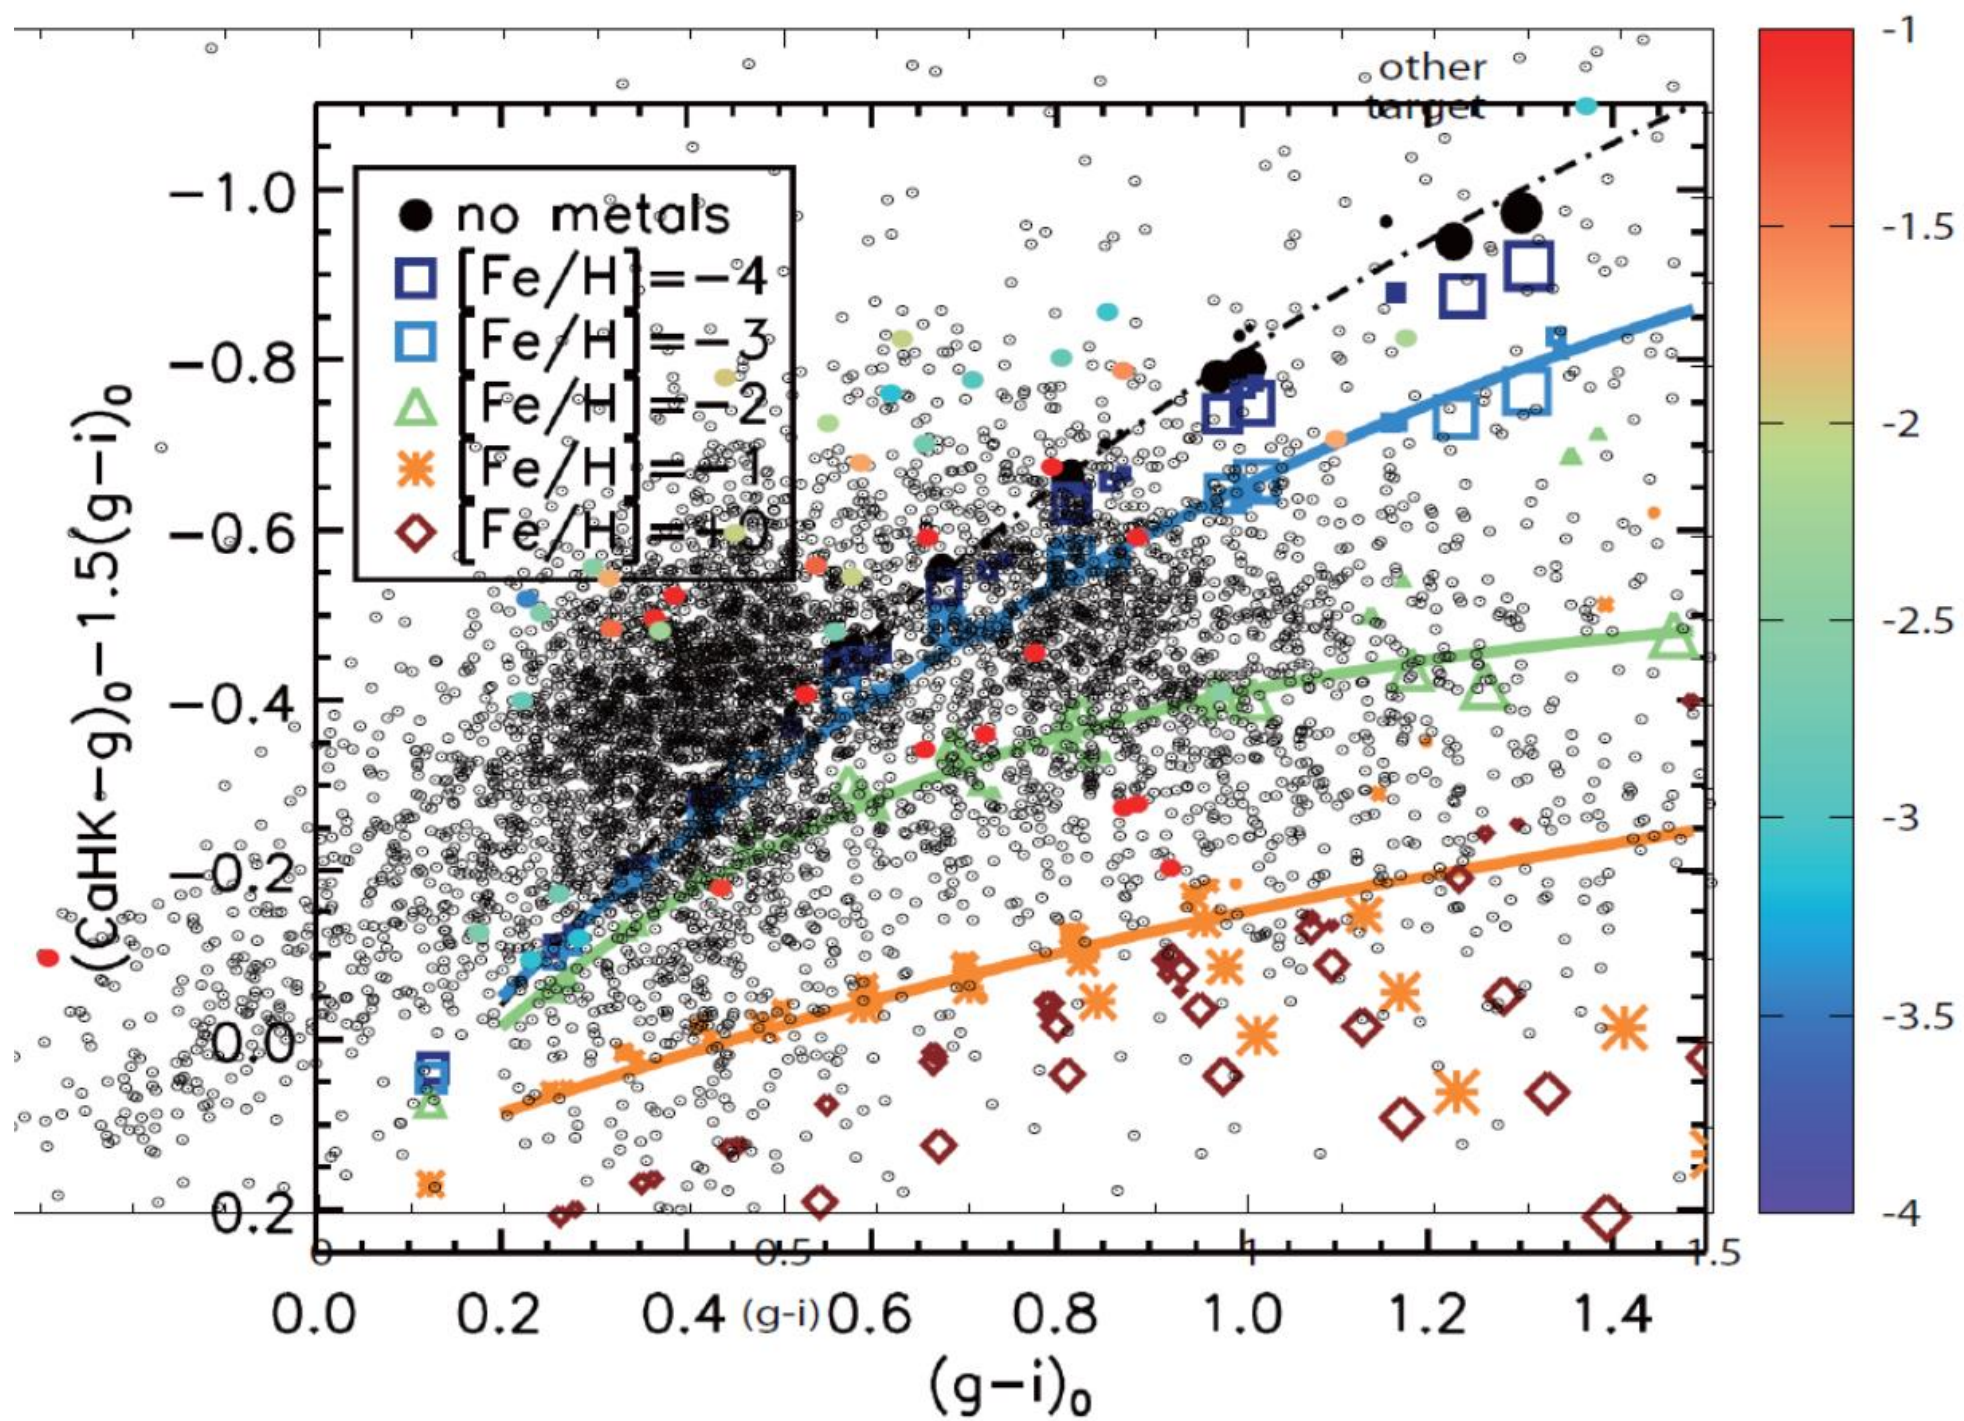 other
target
no metals
[Fe/H]=-4
[Fe/H]=-3
[Fe/H]=-2
[Fe/H]=-1
[Fe/H]=+0
((CaHK-g)₀-1.5(g-i)₀
-1.0
-0.8
-0.6
-0.4
-0.2
0.0
0.2
0 0.5 1 1.5
0.0 0.2 0.4 (g-i) 0.6 0.8 1.0 1.2 1.4
(g-i)₀
-1
-1.5
-2
-2.5
-3
-3.5
-4